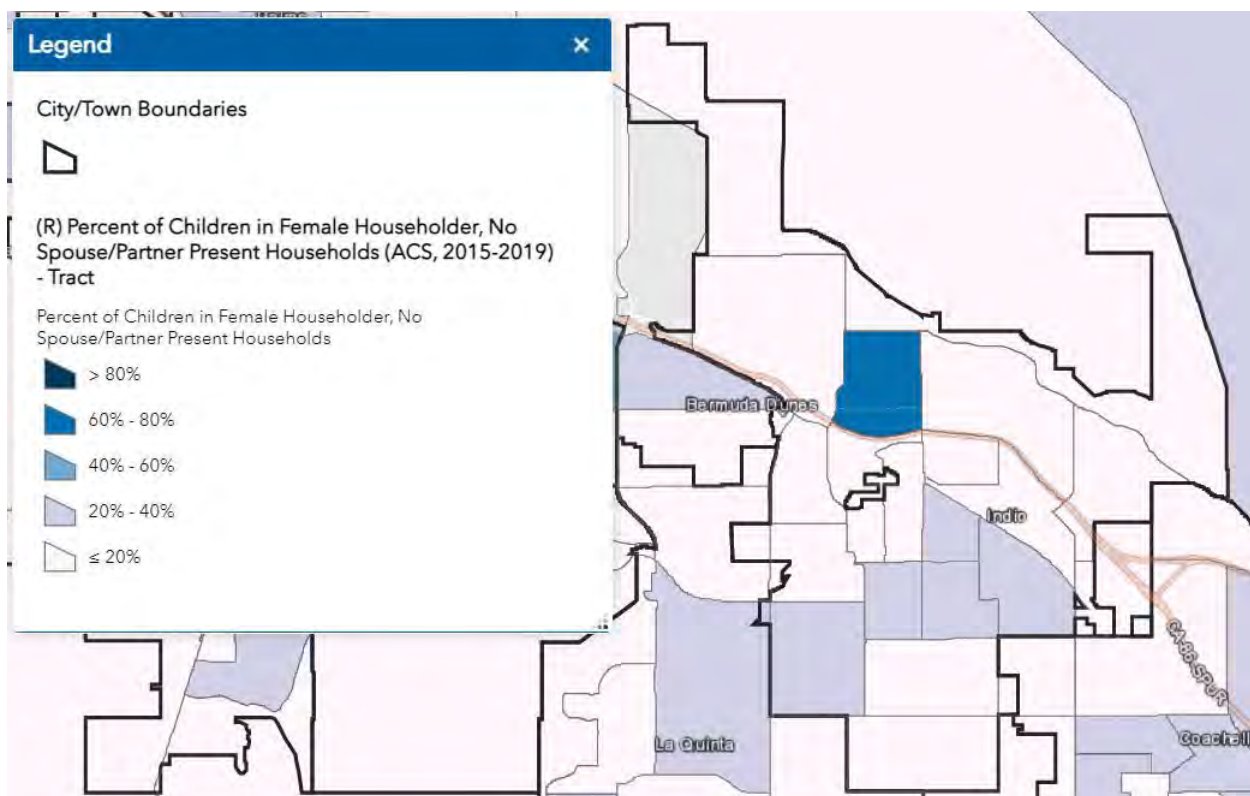 Legend
City/Town Boundaries
(R) Percent of Children in Female Householder, No
Spouse/Partner Present Households (ACS, 2015-2019)
- Tract
Percent of Children in Female Householder, No
Spouse/Partner Present Households
> 80%
60% - 80%
40% - 60%
20% - 40%
≤ 20%
Bermuda Dunes
Indio
CA-86-SPUR
La Quinta
Coachell